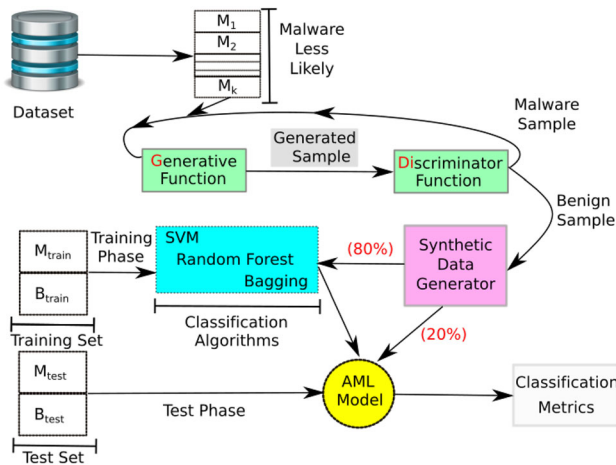 Dataset
M1
M2
Mk
Malware
Less
Likely
Malware
Sample
Generative
Function
Generated
Sample
Discriminator
Function
Benign
Sample
Mtrain
Btrain
Training Set
Training
Phase
SVM
Random Forest
Bagging
Classification
Algorithms
(80%)
Synthetic
Data
Generator
(20%)
Mtest
Btest
Test Set
Test Phase
AML
Model
Classification
Metrics